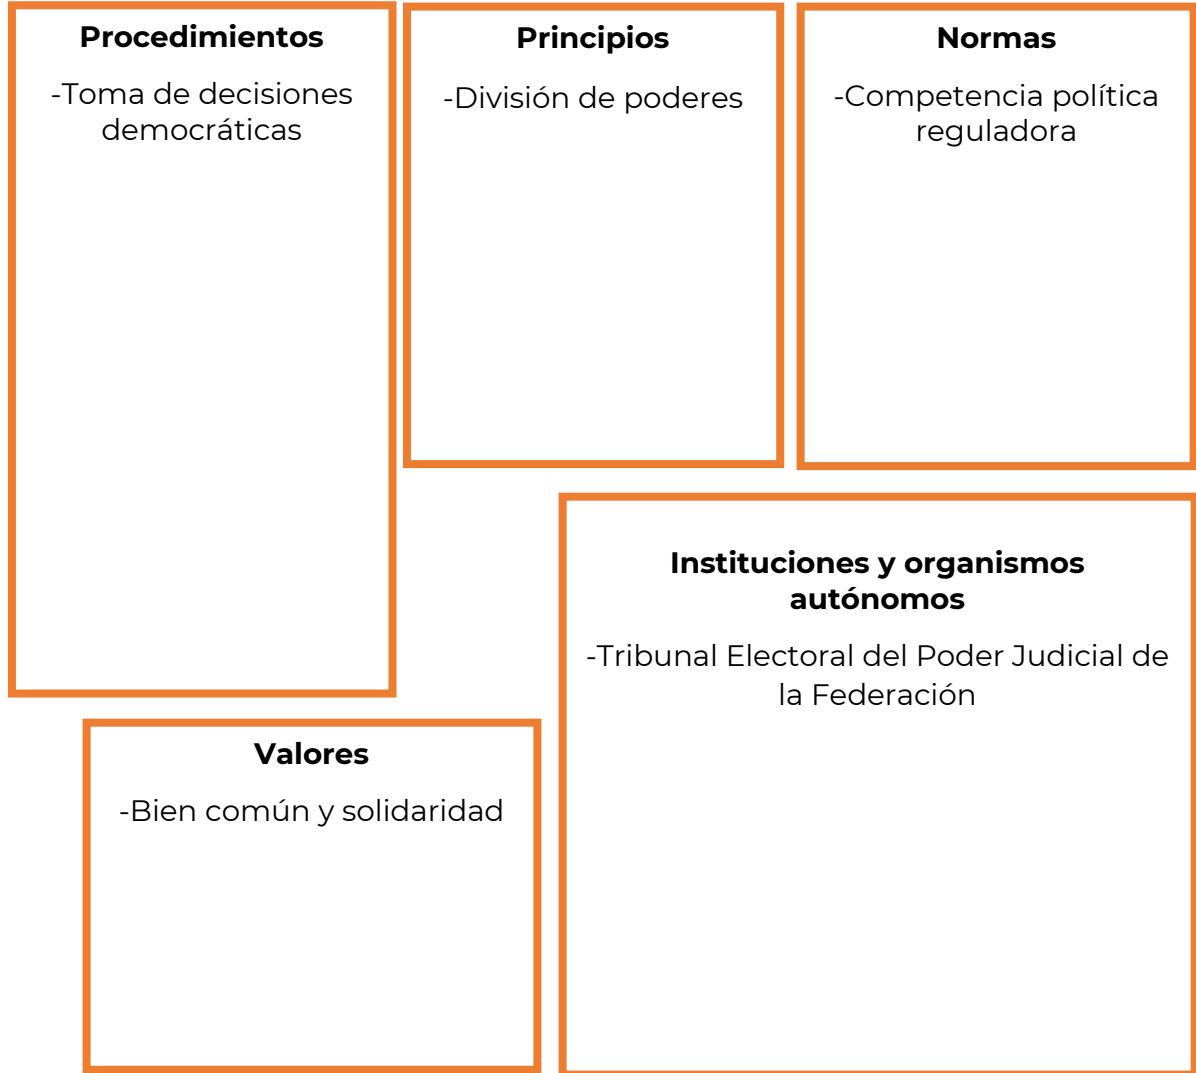 Procedimientos
-Toma de decisiones
democráticas
Principios
-División de poderes
Normas
-Competencia política
reguladora
Instituciones y organismos
autónomos
-Tribunal Electoral del Poder Judicial de
la Federación
Valores
-Bien común y solidaridad